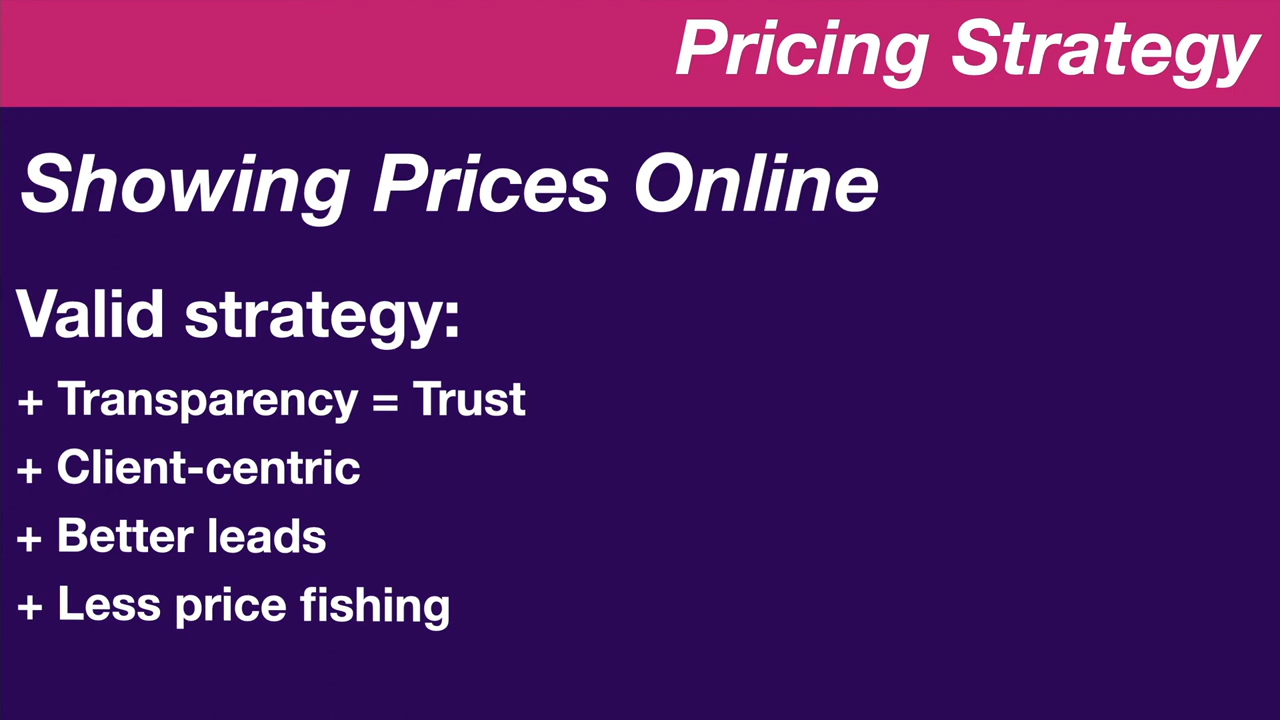 Pricing Strategy
Showing Prices Online
Valid strategy:
+ Transparency = Trust
+ Client-centric
+ Better leads
+ Less price fishing